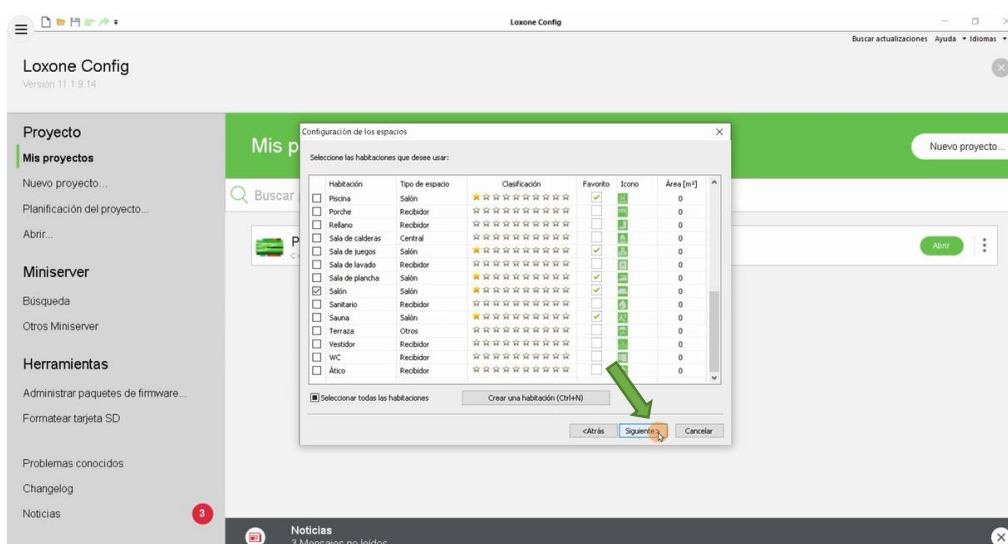 Loxone Config
Buscar actualizaciones Ayuda Idiomas
Loxone Config
Versión 11.1.9.14
Proyecto
Mis proyectos
Nuevo proyecto...
Planificación del proyecto...
Abrir...
Miniserver
Búsqueda
Otros Miniserver
Herramientas
Administrar paquetes de firmware...
Formatear tarjeta SD
Problemas conocidos
Changelog
Noticias 3
Mis p
Nuevo proyecto...
Buscar
P
Abrir
Configuración de los espacios
Seleccione las habitaciones que desee usar:
Habitación Tipo de espacio Clasificación Favorito Icono Área [m²]
Piscina Salón 0
Porche Recibidor 0
Rellano Recibidor 0
Sala de calderas Central 0
Sala de juegos Salón 0
Sala de lavado Recibidor 0
Sala de plancha Salón 0
Salón Salón 0
Sanitario Recibidor 0
Sauna Salón 0
Terraza Otros 0
Vestidor Recibidor 0
WC Recibidor 0
Ático Recibidor 0
Seleccionar todas las habitaciones Crear una habitación (Ctrl+N)
<Atrás Siguiente> Cancelar
Noticias
3 Mensajes no leídos